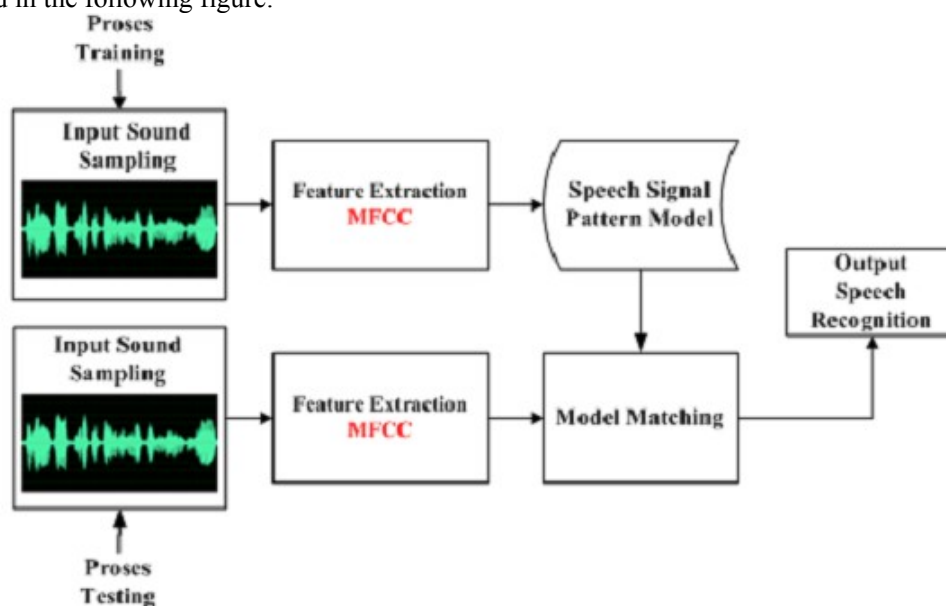 d in the following figure.
Proses
Training
Input Sound
Sampling
Feature Extraction
MFCC
Speech Signal
Pattern Model
Output
Speech
Recognition
Input Sound
Sampling
Feature Extraction
MFCC
Model Matching
Proses
Testing